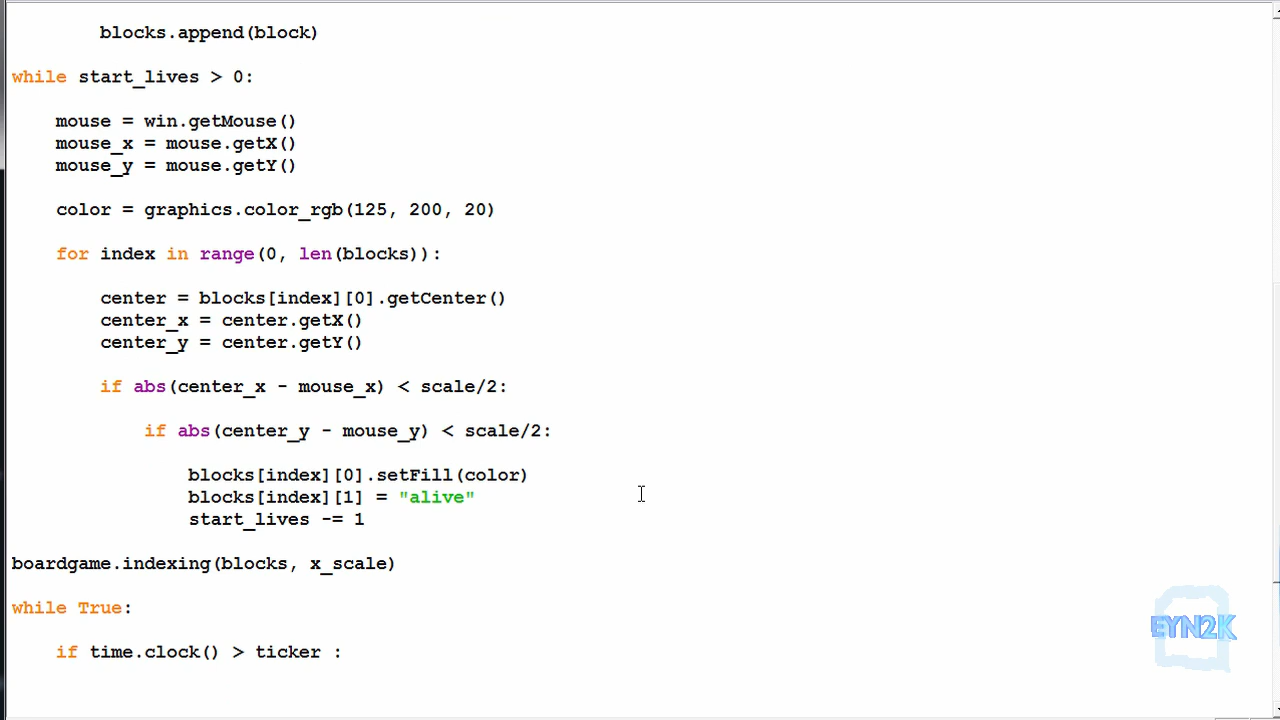 blocks.append(block)
while start_lives > 0:
mouse = win.getMouse()
mouse_x = mouse.getX()
mouse_y = mouse.getY()
color = graphics.color_rgb(125, 200, 20)
for index in range(0, len(blocks)):
center = blocks[index][0].getCenter()
center_x = center.getX()
center_y = center.getY()
if abs(center_x - mouse_x) < scale/2:
if abs(center_y - mouse_y) < scale/2:
blocks[index][0].setFill(color)
blocks[index][1] = "alive"
start_lives -= 1
boardgame.indexing(blocks, x_scale)
while True:
if time.clock() > ticker :
EYN2K